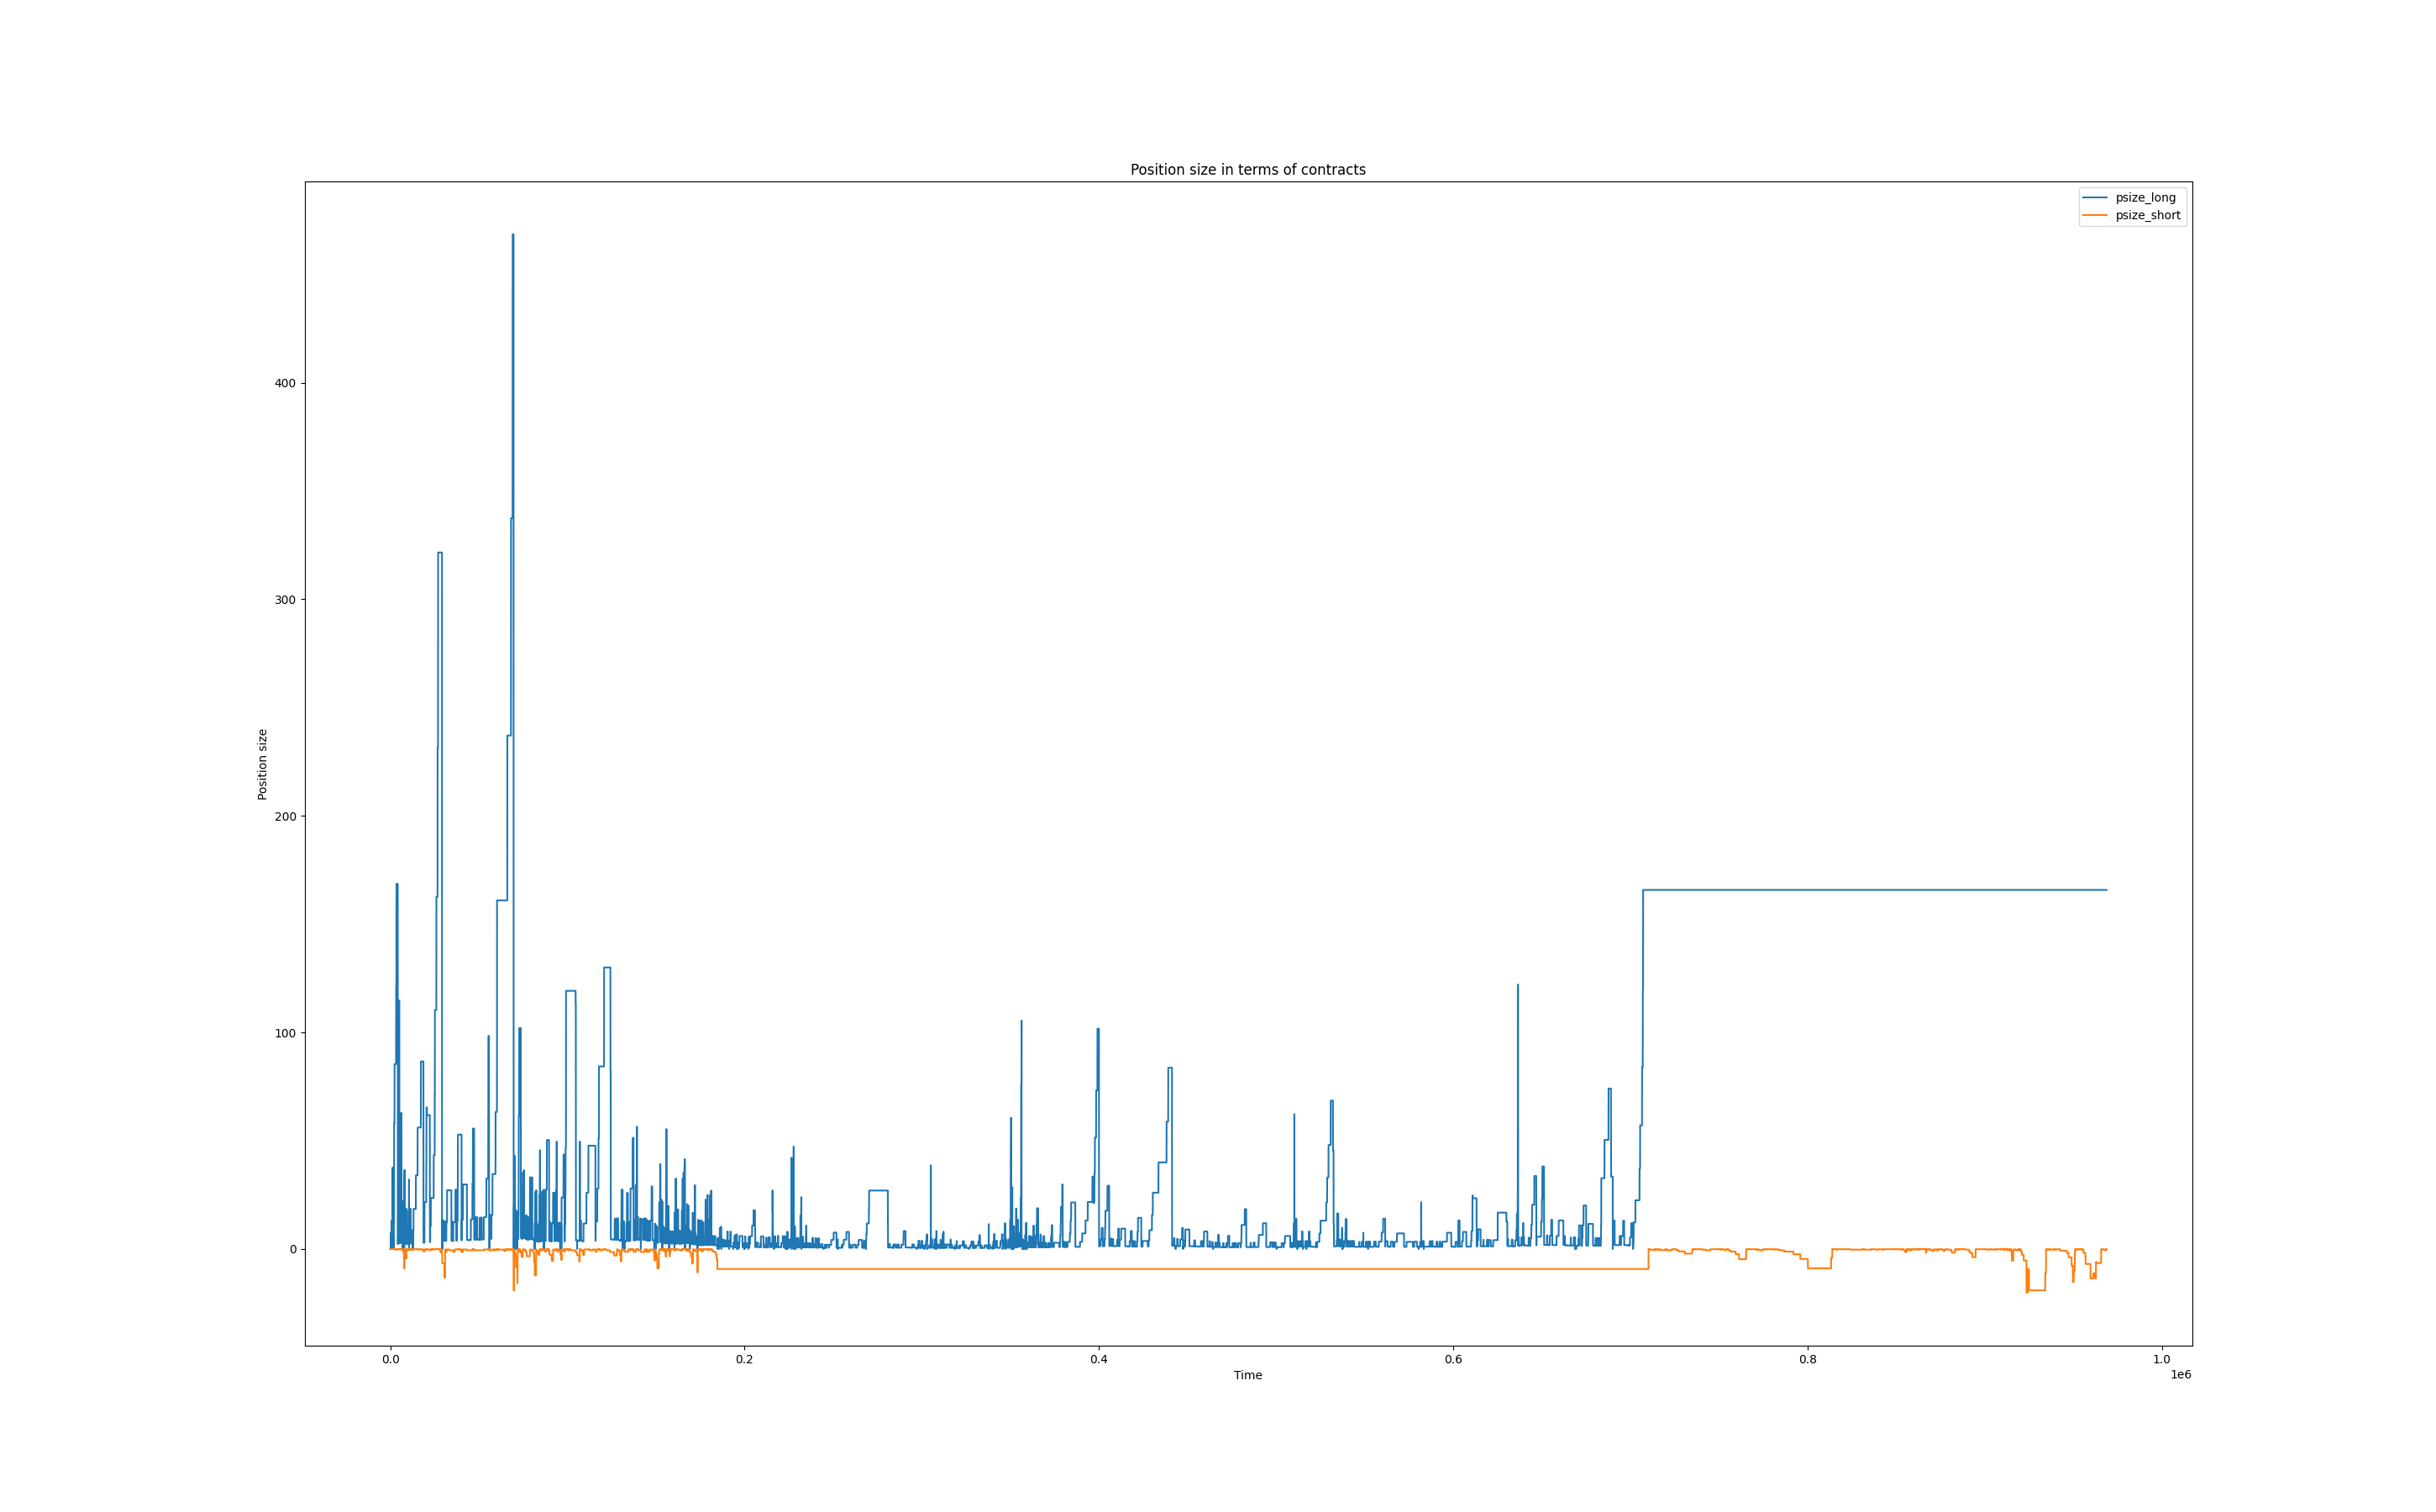 Position size in terms of contracts
psize_long
psize_short
Position size
400
300
200
100
0
0.0
0.2
0.4
0.6
0.8
1.0
1e6
Time